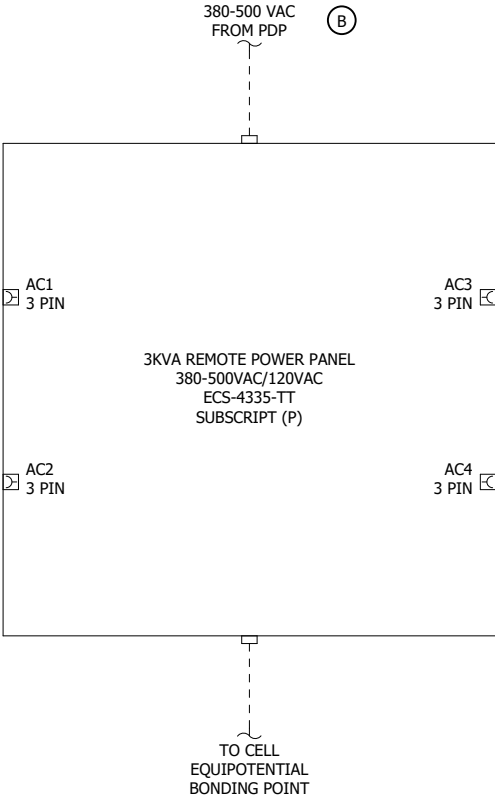 380-500 VAC
FROM PDP
B
AC1
3 PIN
AC3
3 PIN
3KVA REMOTE POWER PANEL
380-500VAC/120VAC
ECS-4335-TT
SUBSCRIPT (P)
AC2
3 PIN
AC4
3 PIN
TO CELL
EQUIPOTENTIAL
BONDING POINT